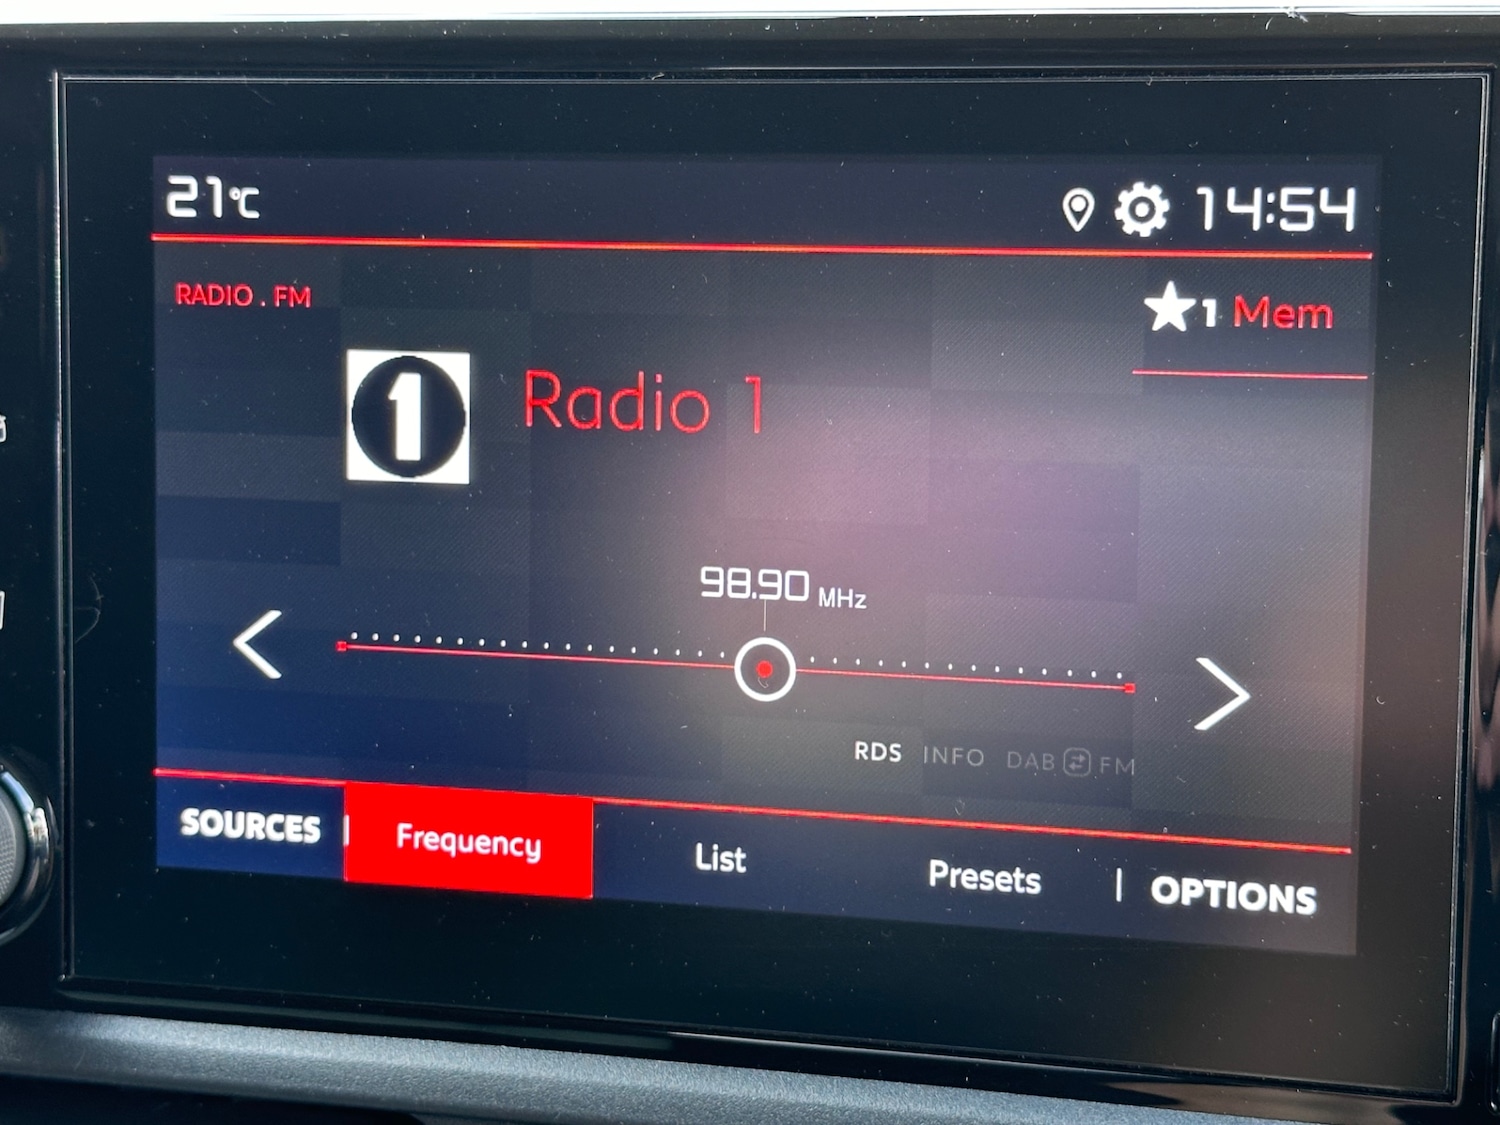 21°C
14:54
RADIO . FM
1 Mem
1
Radio 1
98.90 MHz
RDS INFO DAB FM
SOURCES | Frequency List Presets | OPTIONS